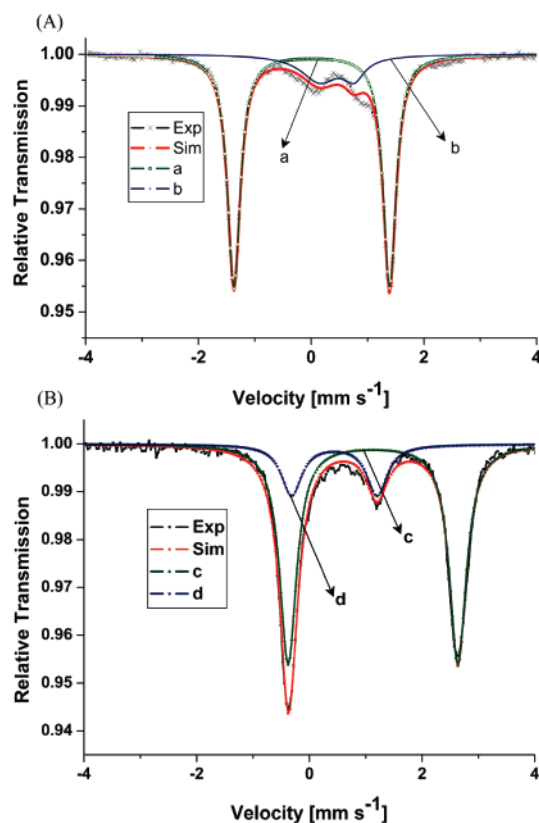 (A)
1.00
0.99
0.98
0.97
0.96
0.95
Relative Transmission
Exp
Sim
a
b
a
b
-4
-2
0
2
4
Velocity [mm s-1]
(B)
1.00
0.99
0.98
0.97
0.96
0.95
0.94
Relative Transmission
Exp
Sim
c
d
c
d
-4
-2
0
2
4
Velocity [mm s-1]